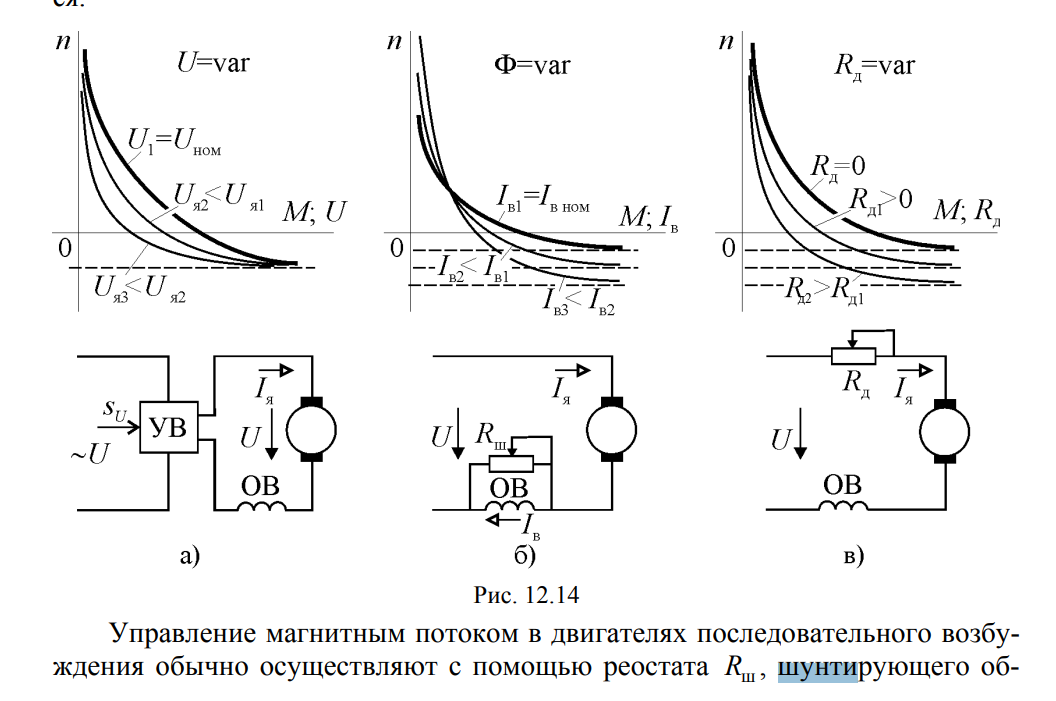 ся.
n
U=var
U1=Uном
Uя2<Uя1
M; U
0
Uя3<Uя2
n
Ф=var
Iв1=Iв ном
M; Iв
0
Iв2<Iв1
Iв3<Iв2
n
Rд=var
Rд=0
Rд1>0
M; Rд
0
Rд2>Rд1
sU
~U
УВ
Iя
U
ОВ
а)
U
Rш
Iя
ОВ
Iв
б)
Rд
Iя
U
ОВ
в)
Рис. 12.14
Управление магнитным потоком в двигателях последовательного возбу-
ждения обычно осуществляют с помощью реостата Rш, шунтирующего об-